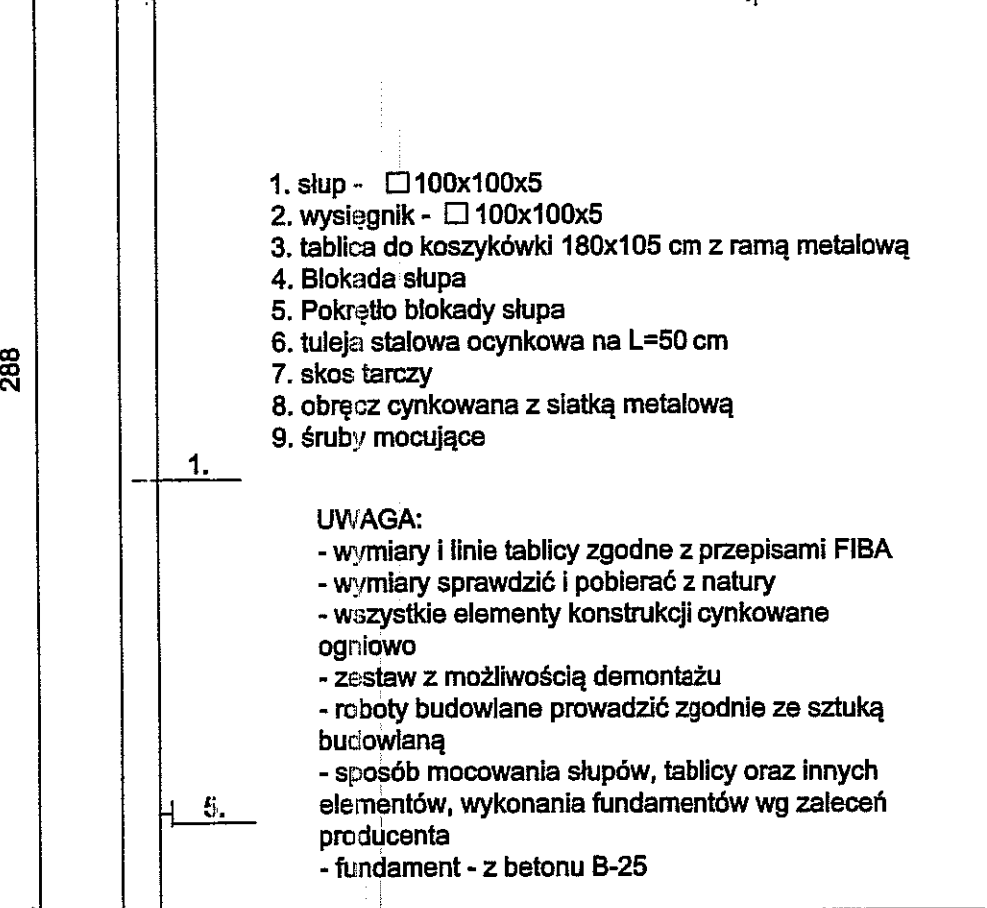 1. słup - □100x100x5
2. wysięgnik - □ 100x100x5
3. tablica do koszykówki 180x105 cm z ramą metalową
4. Blokada słupa
5. Pokrętło blokady słupa
6. tuleja stalowa ocynkowa na L=50 cm
7. skos tarczy
8. obręcz cynkowana z siatką metalową
9. śruby mocujące
288
1.
UWAGA:
- wymiary i linie tablicy zgodne z przepisami FIBA
- wymiary sprawdzić i pobierać z natury
- wszystkie elementy konstrukcji cynkowane
ogniowo
- zestaw z możliwością demontażu
- roboty budowlane prowadzić zgodnie ze sztuką
budowlaną
- sposób mocowania słupów, tablicy oraz innych
elementów, wykonania fundamentów wg zaleceń
producenta
- fundament - z betonu B-25
5.